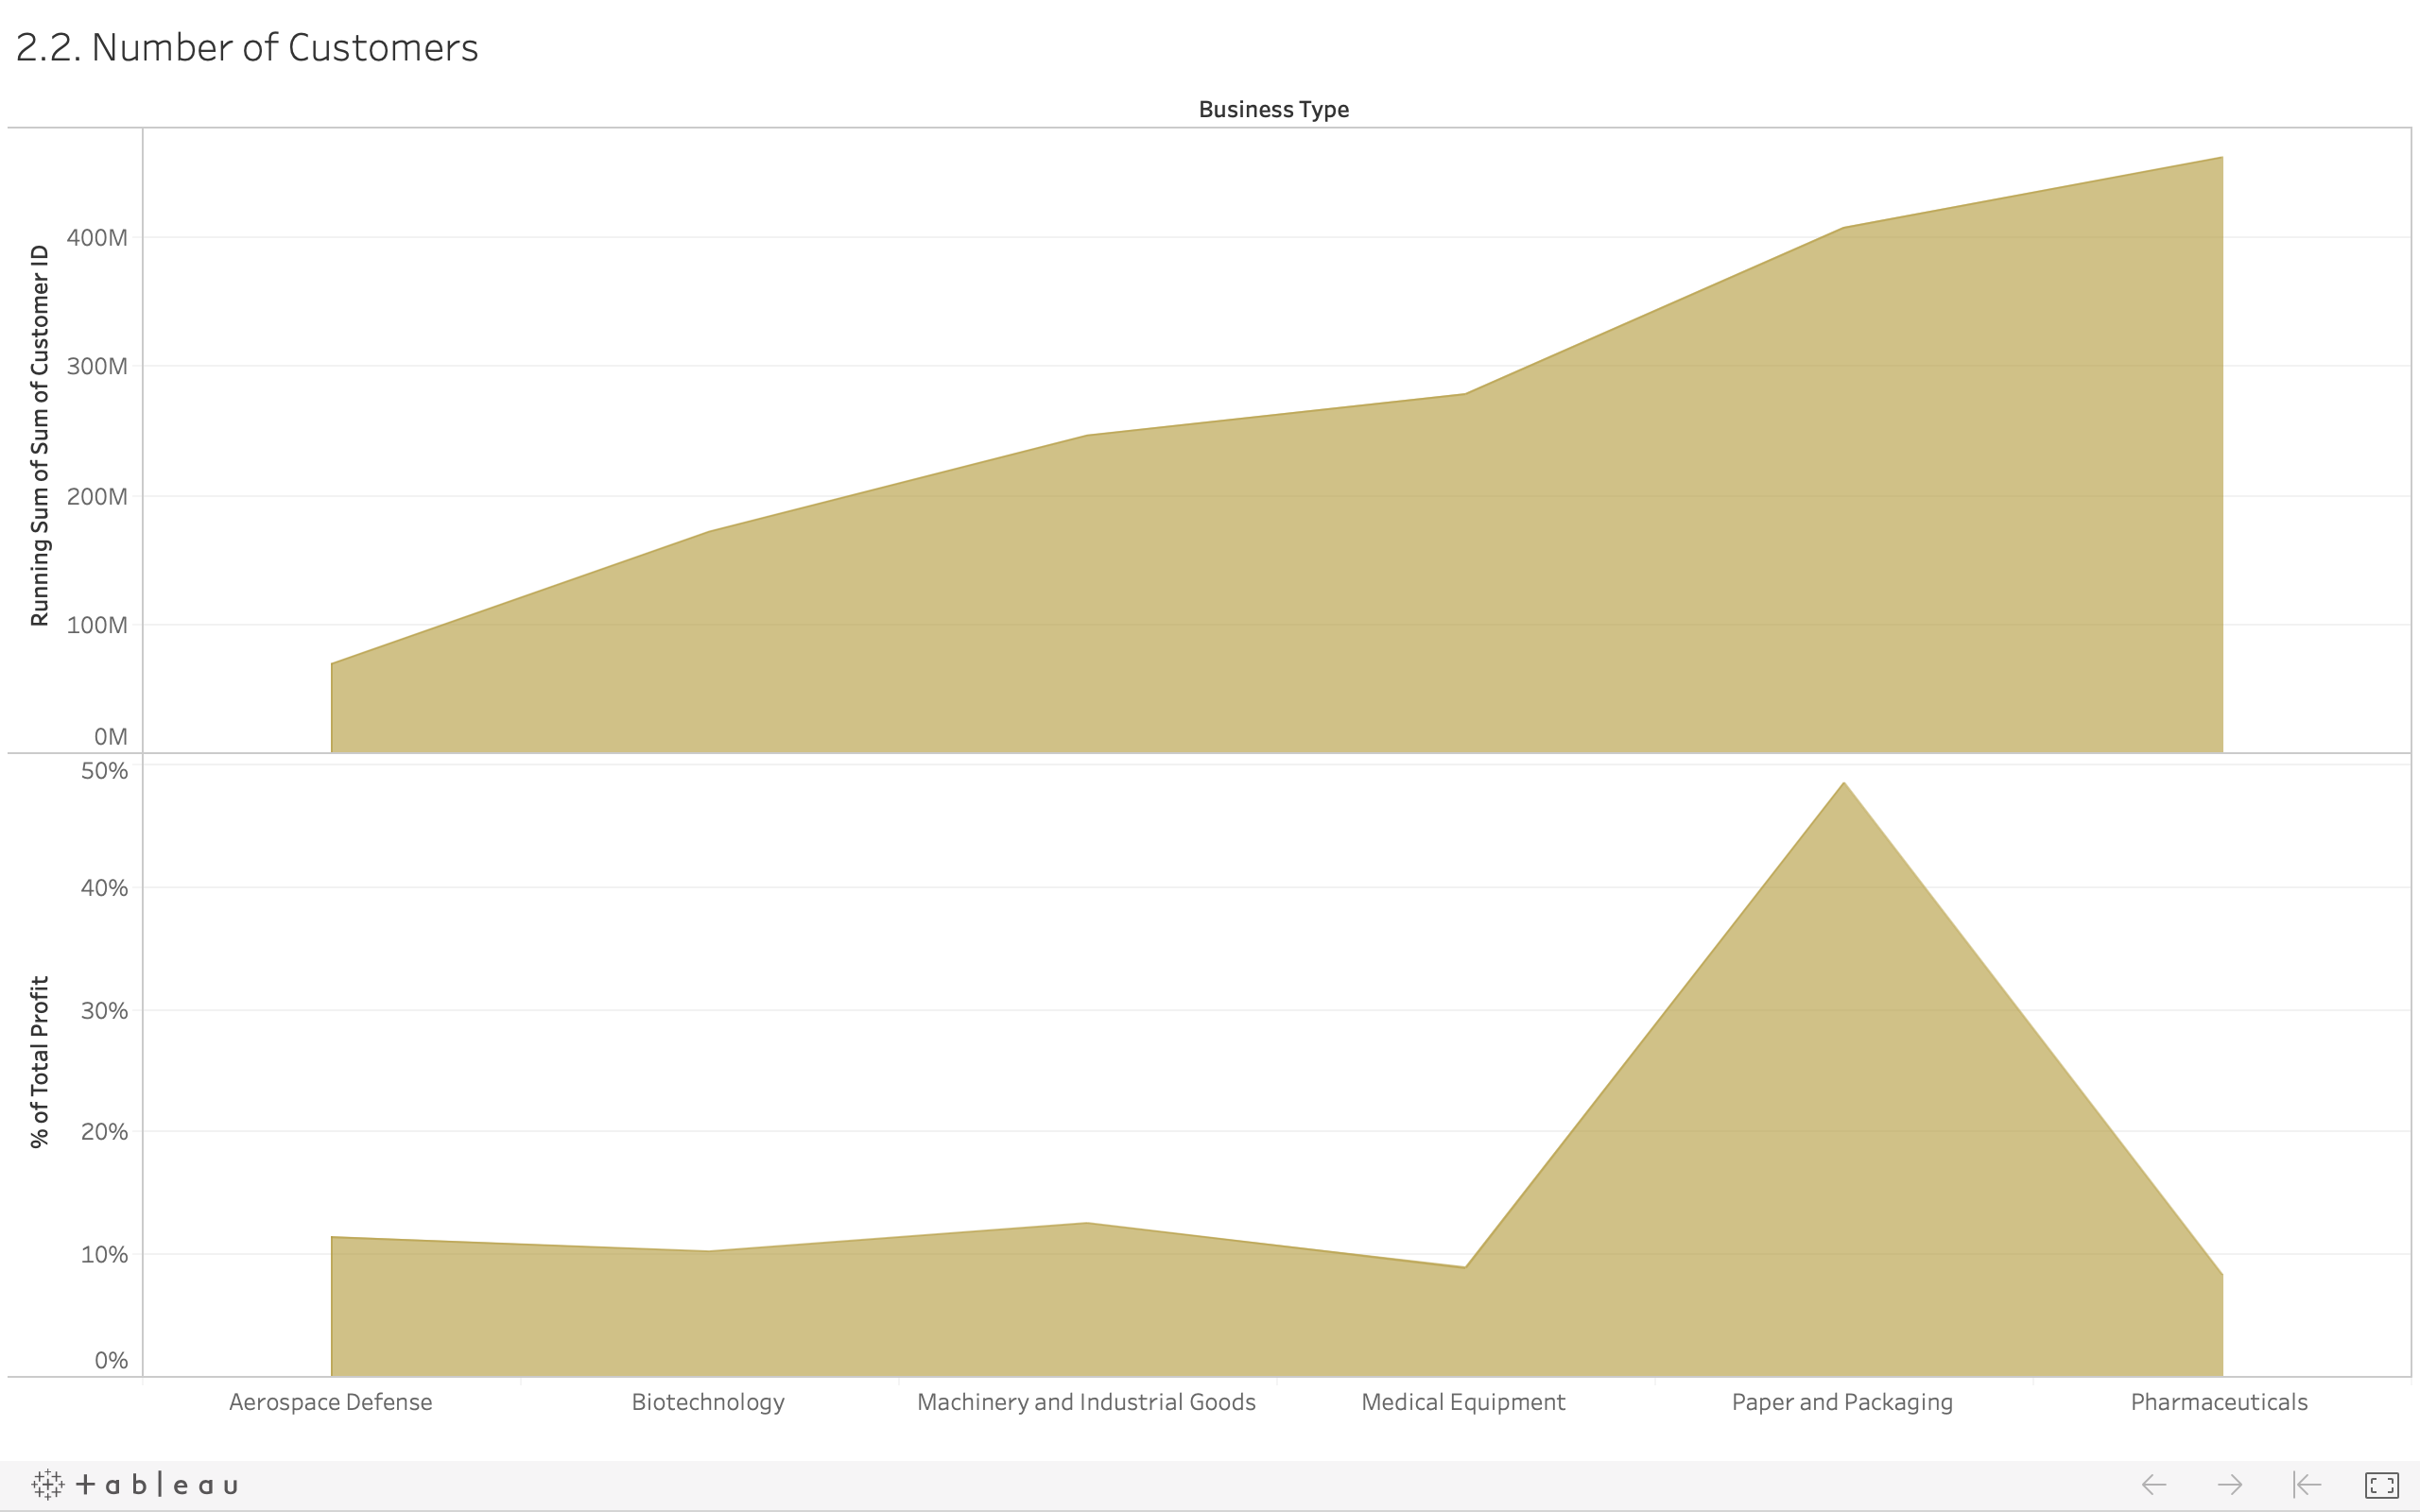 2.2. Number of Customers
Business Type
Running Sum of Sum of Customer ID
400M
300M
200M
100M
0M
% of Total Profit
50%
40%
30%
20%
10%
0%
Aerospace Defense
Biotechnology
Machinery and Industrial Goods
Medical Equipment
Paper and Packaging
Pharmaceuticals
+ableau